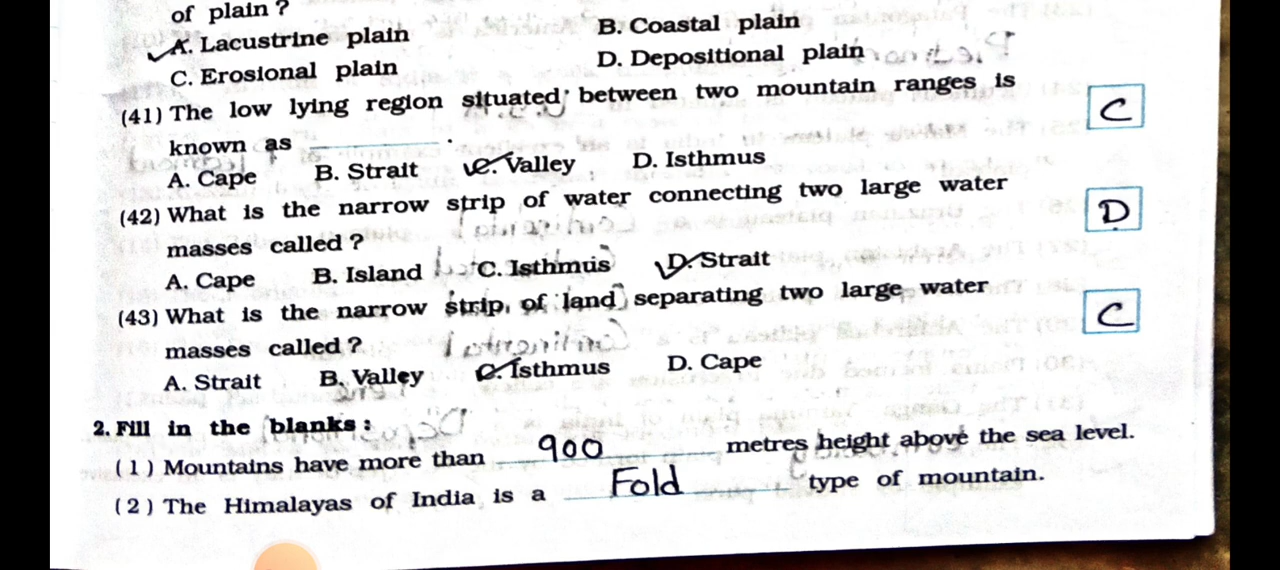 of plain ?
A. Lacustrine plain B. Coastal plain
C. Erosional plain D. Depositional plain
(41) The low lying region situated between two mountain ranges is
known as ________. C
A. Cape B. Strait C. Valley D. Isthmus
(42) What is the narrow strip of water connecting two large water
masses called ? D
A. Cape B. Island C. Isthmus D. Strait
(43) What is the narrow strip of land separating two large water
masses called ? C
A. Strait B. Valley C. Isthmus D. Cape
2. Fill in the blanks :
( 1 ) Mountains have more than 900 metres height above the sea level.
( 2 ) The Himalayas of India is a Fold type of mountain.